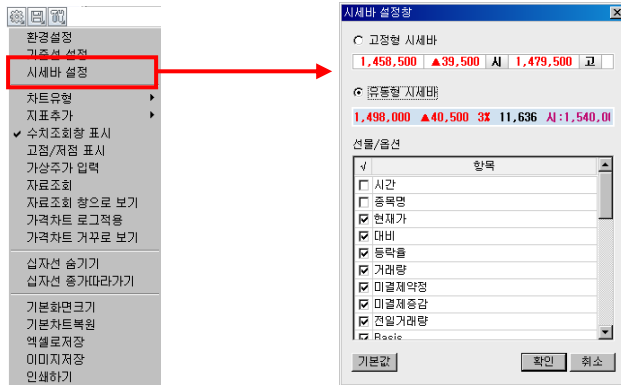 환경설정
기준선 설정
시세바 설정
차트유형
지표추가
수치조회창 표시
고점/저점 표시
가상주가 입력
자료조회
자료조회 창으로 보기
가격차트 로그적용
가격차트 거꾸로 보기
십자선 숨기기
십자선 종가따라가기
기본화면크기
기본차트복원
엑셀로저장
이미지저장
인쇄하기
시세바 설정창
고정형 시세바
1,458,500 ▲39,500 시 1,479,500 고
유동형 시세바
1,498,000 ▲40,500 3% 11,636 시:1,540,0
선물/옵션
√ 항목
시간
종목명
현재가
대비
등락율
거래량
미결제약정
미결제증감
전일거래량
Basis
기본값 확인 취소